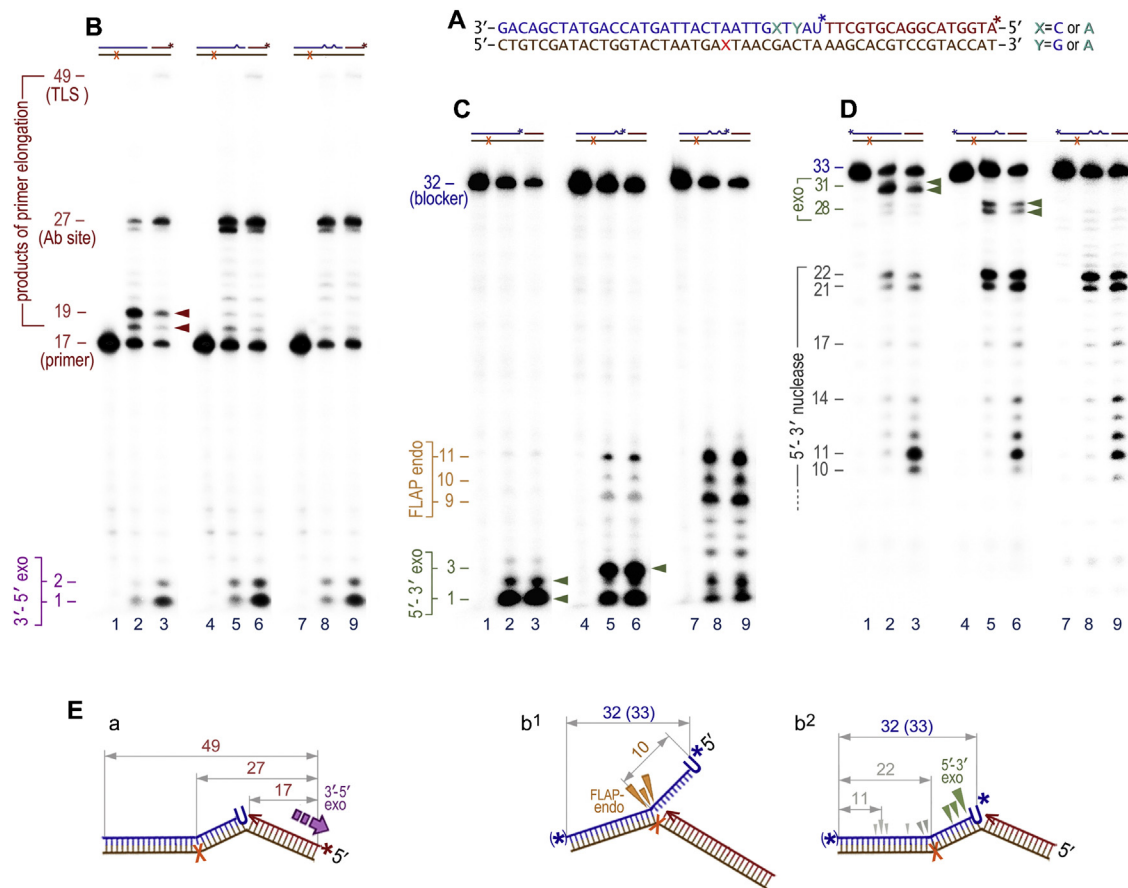 A
3′- GACAGCTATGACCATGATTACTAATTGXTYAU*TTCGTGCAGGCATGGTA*-5′ X=C or A
5′- CTGTCGATACTGGTACTAATGAXTAACGACTAAAGCACGTCCGTACCAT -3′ Y=G or A
B
* * *
X X X
products of primer elongation
49 –
(TLS )
27 –
(Ab site)
19 –
17 –
(primer)
3′- 5′ exo
2 –
1 –
1 2 3 4 5 6 7 8 9
C
* * *
X X X
32 –
(blocker)
FLAP endo
11 –
10 –
9 –
5′- 3′ exo
3 –
1 –
1 2 3 4 5 6 7 8 9
D
* * *
X X X
33 –
exo
31 –
28 –
5′- 3′ nuclease
22 –
21 –
17 –
14 –
11 –
10 –
1 2 3 4 5 6 7 8 9
E
a
49
27
17
3′-5′
exo
U
X
* 5′
b1
32 (33)
10
* 5′
U
FLAP-
endo
(*)
X
b2
32 (33)
22
11
5′-3′
exo
*
U
(*)
X
5′